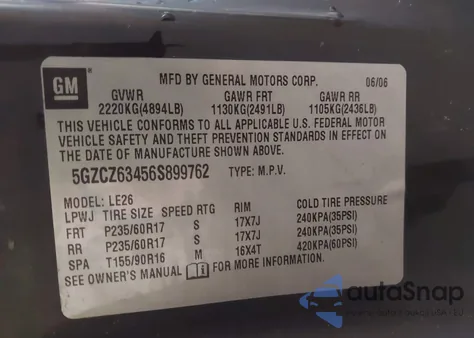 GM
MFD BY GENERAL MOTORS CORP. 06/06
GVWR GAWR FRT GAWR RR
2220KG(4894LB) 1130KG(2491LB) 1105KG(2436LB)
THIS VEHICLE CONFORMS TO ALL APPLICABLE U.S. FEDERAL MOTOR
VEHICLE SAFETY AND THEFT PREVENTION STANDARDS IN EFFECT ON
THE DATE OF MANUFACTURE SHOWN ABOVE.
5GZCZ63456S899762 TYPE: M.P.V.
MODEL: LE26
LPWJ TIRE SIZE SPEED RTG RIM COLD TIRE PRESSURE
FRT P235/60R17 S 17X7J 240KPA(35PSI)
RR P235/60R17 S 17X7J 240KPA(35PSI)
SPA T155/90R16 M 16X4T 420KPA(60PSI)
SEE OWNER'S MANUAL FOR MORE INFORMATION.
autoSnap